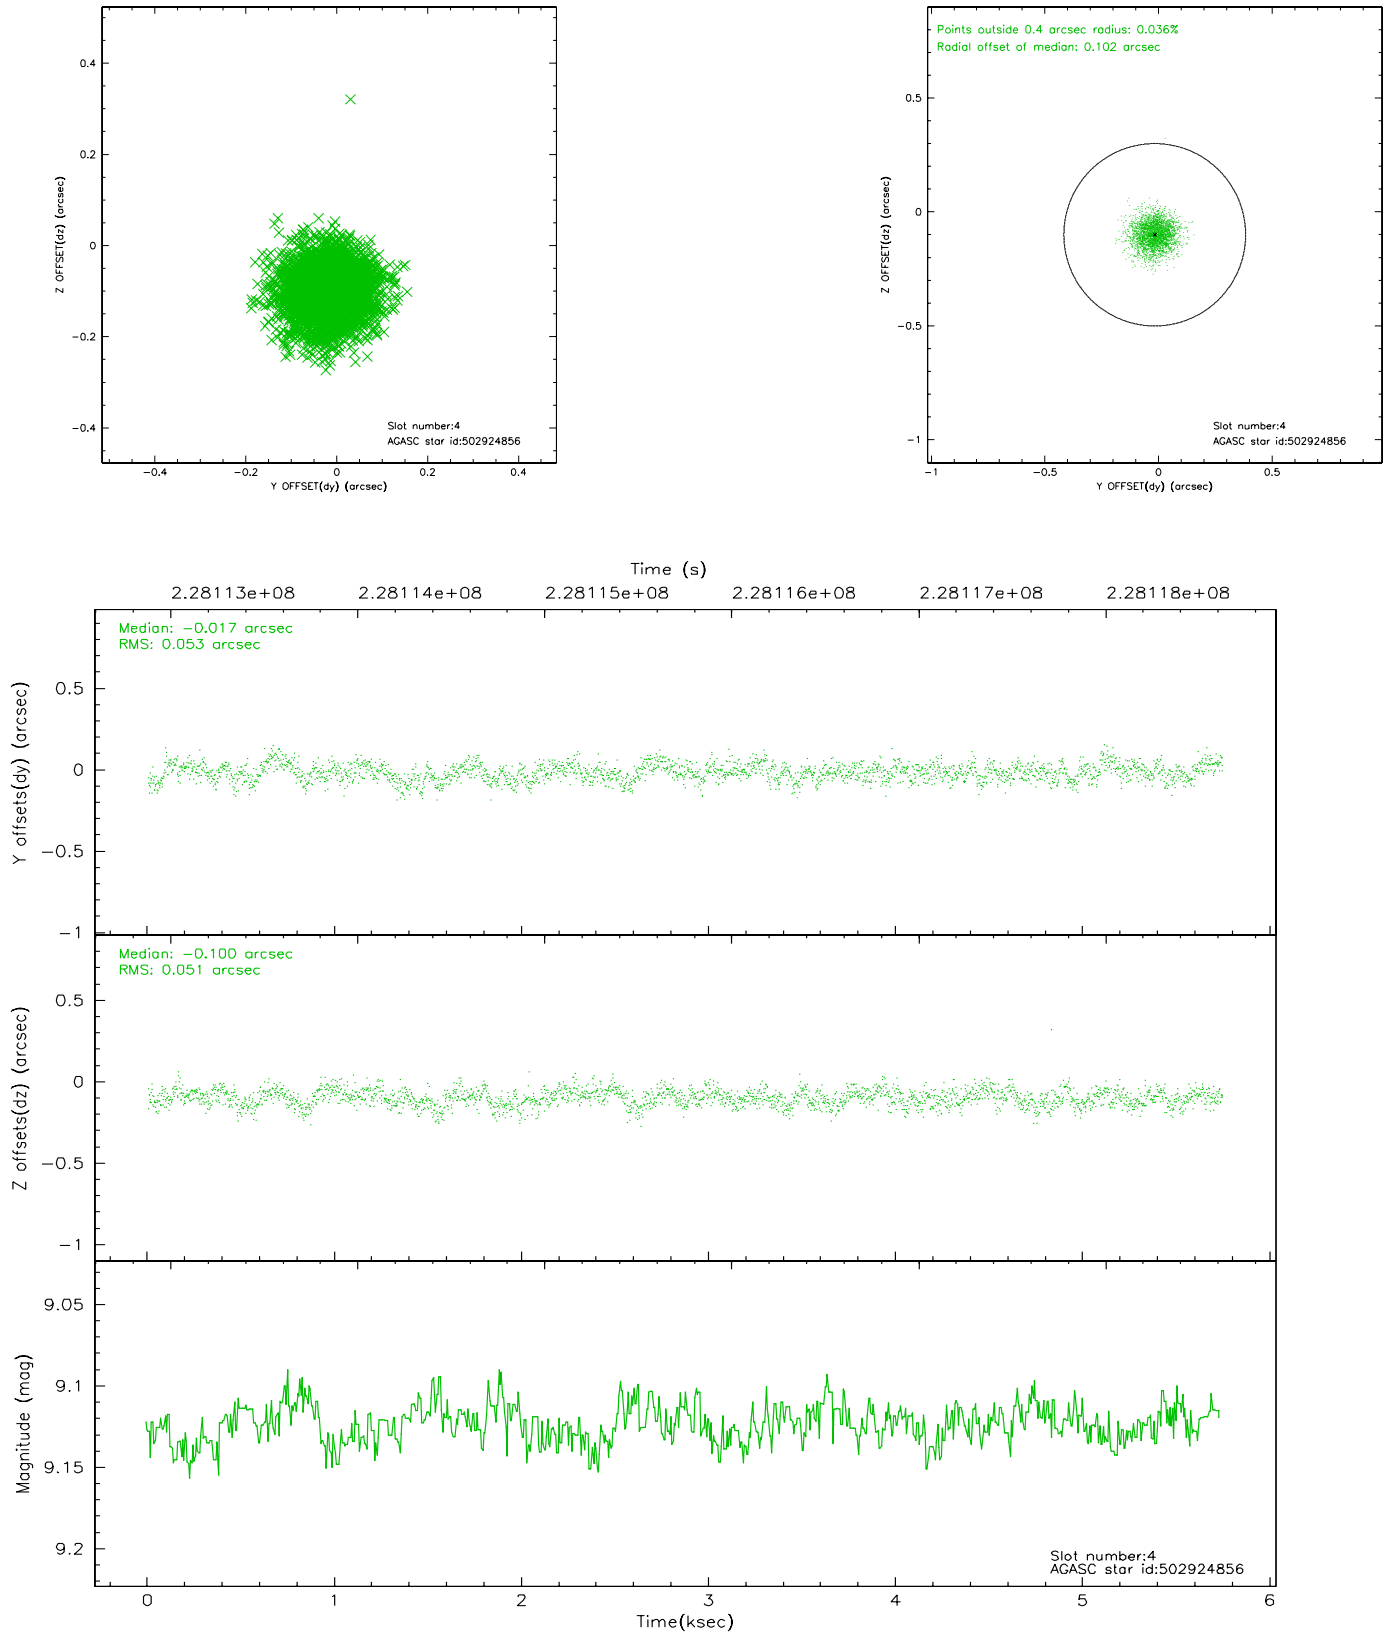 0.4
0.2
0
−0.2
−0.4
Z OFFSET(dz) (arcsec)
Slot number:4
AGASC star id:502924856
−0.4 −0.2 0 0.2 0.4
Y OFFSET(dy) (arcsec)
Points outside 0.4 arcsec radius: 0.036%
Radial offset of median: 0.102 arcsec
0.5
0
−0.5
−1
Z OFFSET(dz) (arcsec)
Slot number:4
AGASC star id:502924856
−1 −0.5 0 0.5
Y OFFSET(dy) (arcsec)
Time (s)
2.28113e+08 2.28114e+08 2.28115e+08 2.28116e+08 2.28117e+08 2.28118e+08
Median: −0.017 arcsec
RMS: 0.053 arcsec
0.5
0
−0.5
−1
Y offsets(dy) (arcsec)
Median: −0.100 arcsec
RMS: 0.051 arcsec
0.5
0
−0.5
−1
Z offsets(dz) (arcsec)
9.05
9.1
9.15
9.2
Magnitude (mag)
Slot number:4
AGASC star id:502924856
0 1 2 3 4 5 6
Time(ksec)